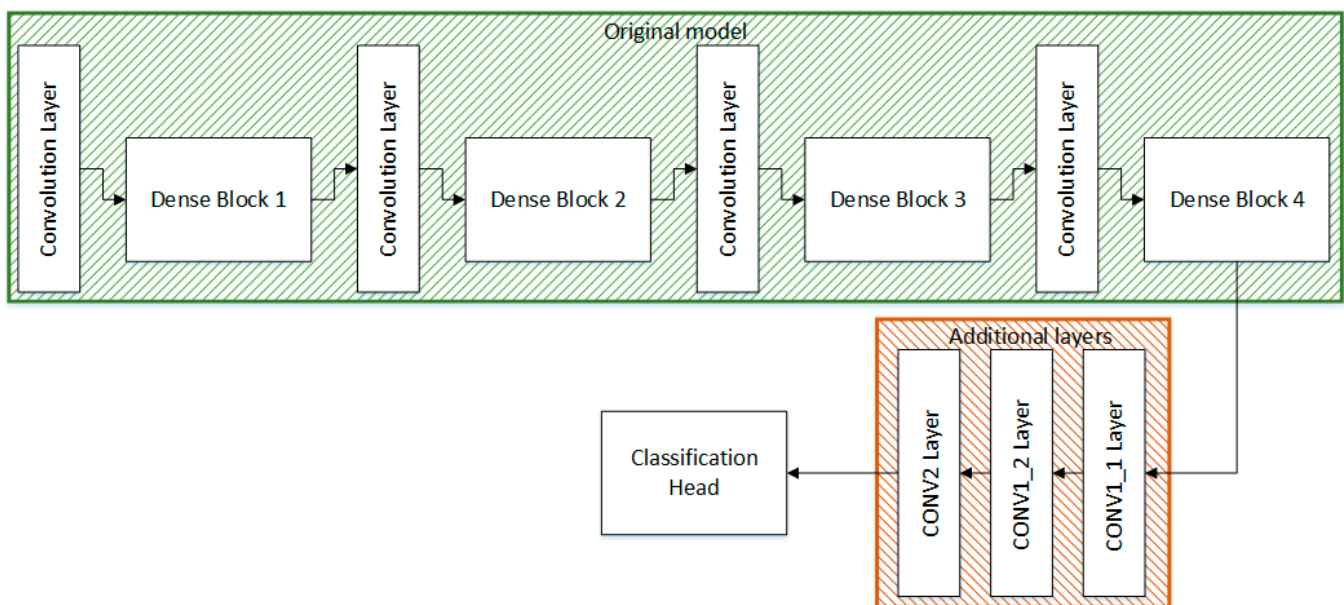 Original model
Convolution Layer
Dense Block 1
Convolution Layer
Dense Block 2
Convolution Layer
Dense Block 3
Convolution Layer
Dense Block 4
Additional layers
CONV1_1 Layer
CONV1_2 Layer
CONV2 Layer
Classification
Head